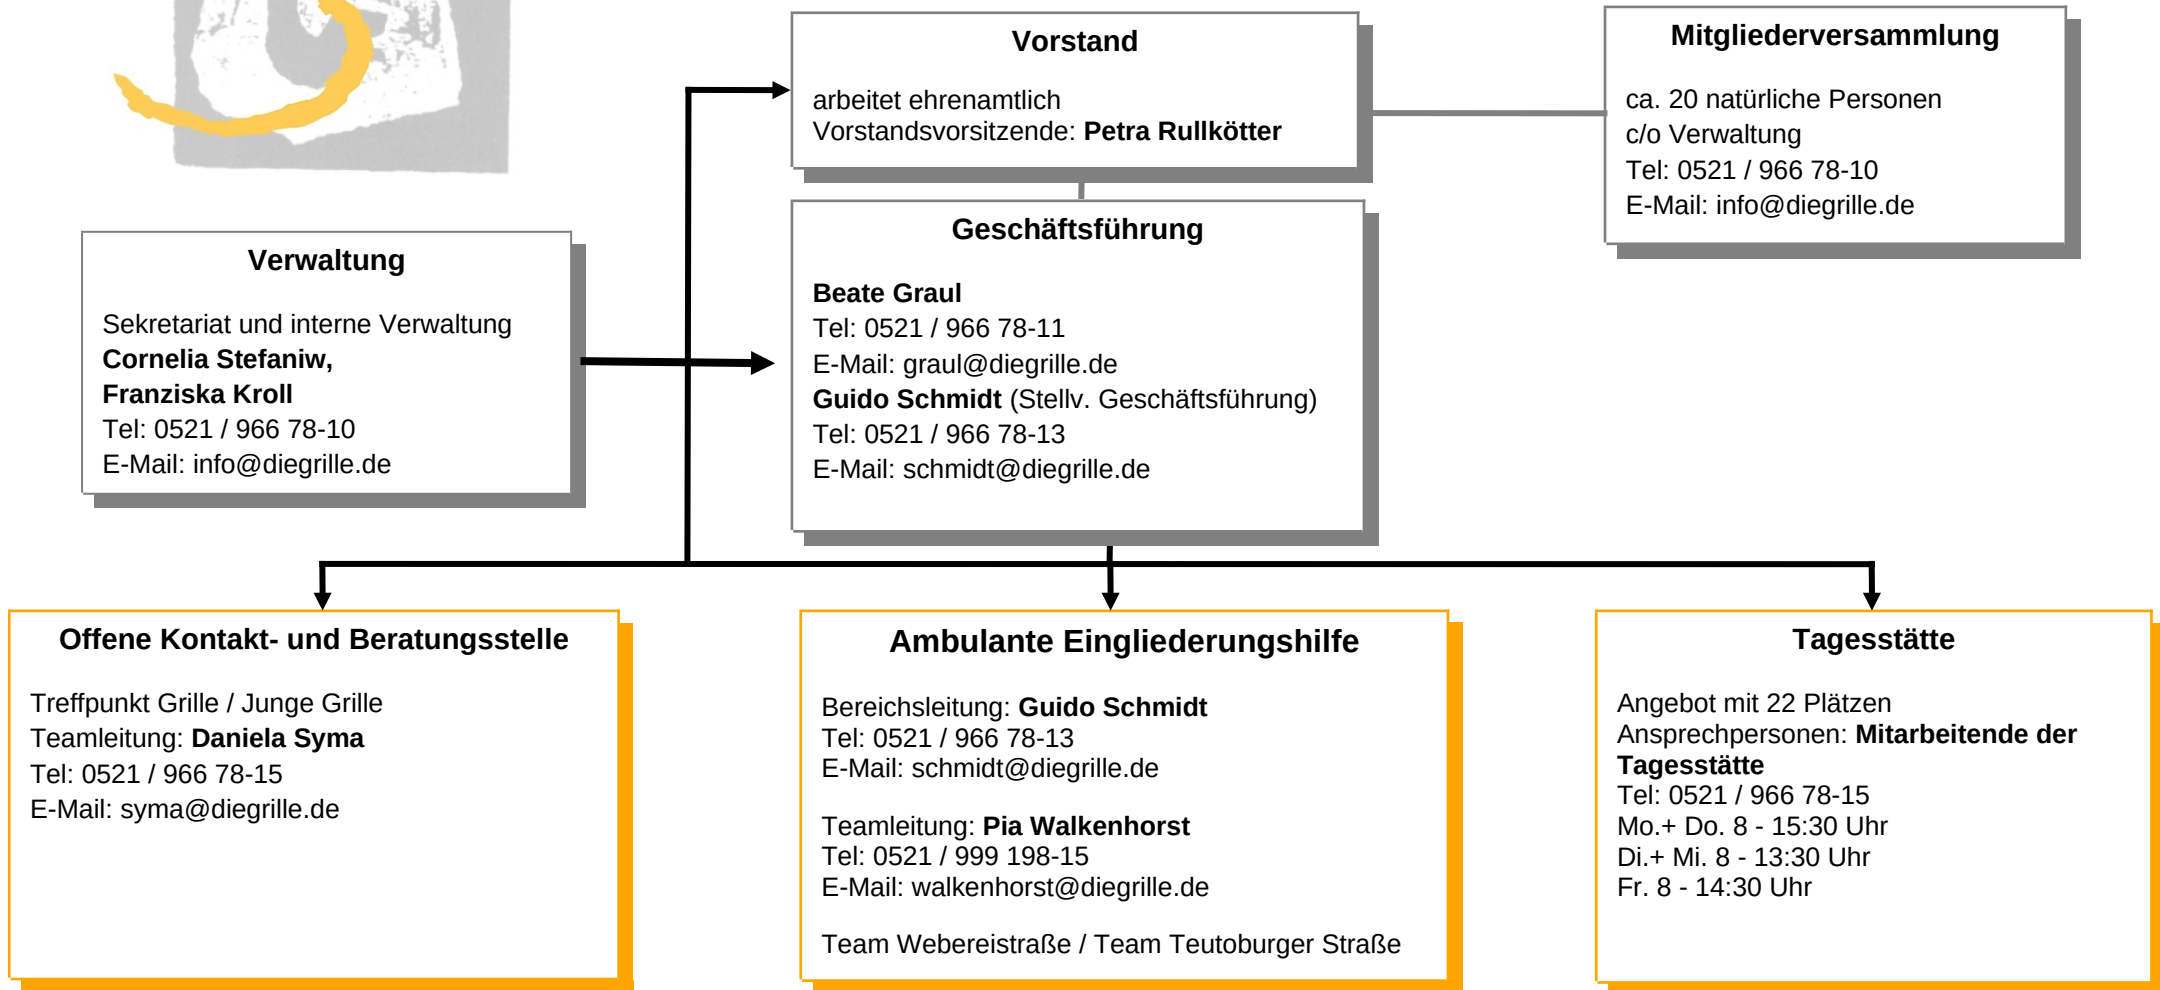 Vorstand
arbeitet ehrenamtlich
Vorstandsvorsitzende: Petra Rullkötter
Mitgliederversammlung
ca. 20 natürliche Personen
c/o Verwaltung
Tel: 0521 / 966 78-10
E-Mail: info@diegrille.de
Verwaltung
Sekretariat und interne Verwaltung
Cornelia Stefaniw,
Franziska Kroll
Tel: 0521 / 966 78-10
E-Mail: info@diegrille.de
Geschäftsführung
Beate Graul
Tel: 0521 / 966 78-11
E-Mail: graul@diegrille.de
Guido Schmidt (Stellv. Geschäftsführung)
Tel: 0521 / 966 78-13
E-Mail: schmidt@diegrille.de
Offene Kontakt- und Beratungsstelle
Treffpunkt Grille / Junge Grille
Teamleitung: Daniela Syma
Tel: 0521 / 966 78-15
E-Mail: syma@diegrille.de
Ambulante Eingliederungshilfe
Bereichsleitung: Guido Schmidt
Tel: 0521 / 966 78-13
E-Mail: schmidt@diegrille.de
Teamleitung: Pia Walkenhorst
Tel: 0521 / 999 198-15
E-Mail: walkenhorst@diegrille.de
Team Webereistraße / Team Teutoburger Straße
Tagesstätte
Angebot mit 22 Plätzen
Ansprechpersonen: Mitarbeitende der
Tagesstätte
Tel: 0521 / 966 78-15
Mo.+ Do. 8 - 15:30 Uhr
Di.+ Mi. 8 - 13:30 Uhr
Fr. 8 - 14:30 Uhr